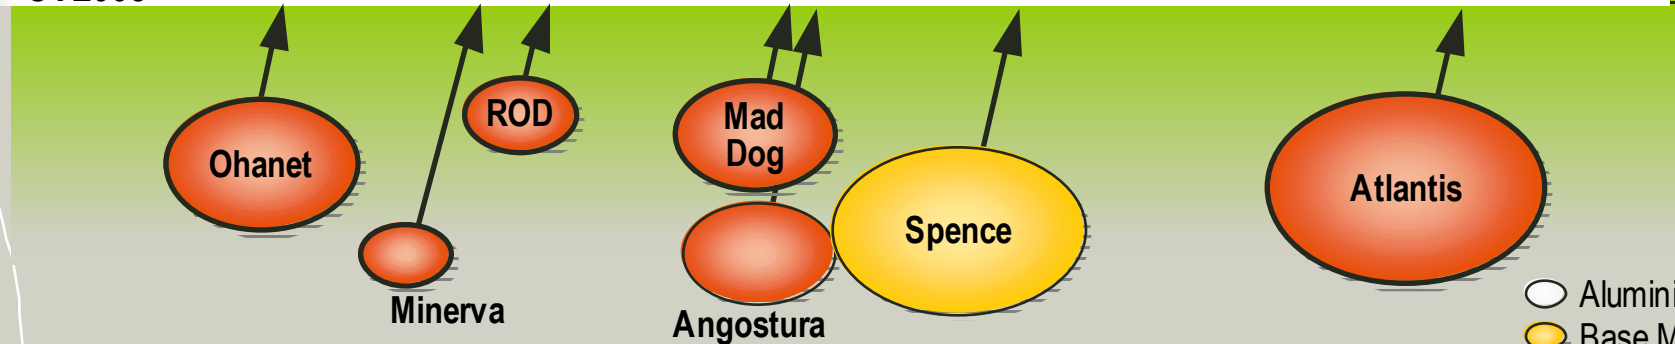 Ohanet
ROD
Mad
Dog
Spence
Atlantis
Minerva
Angostura